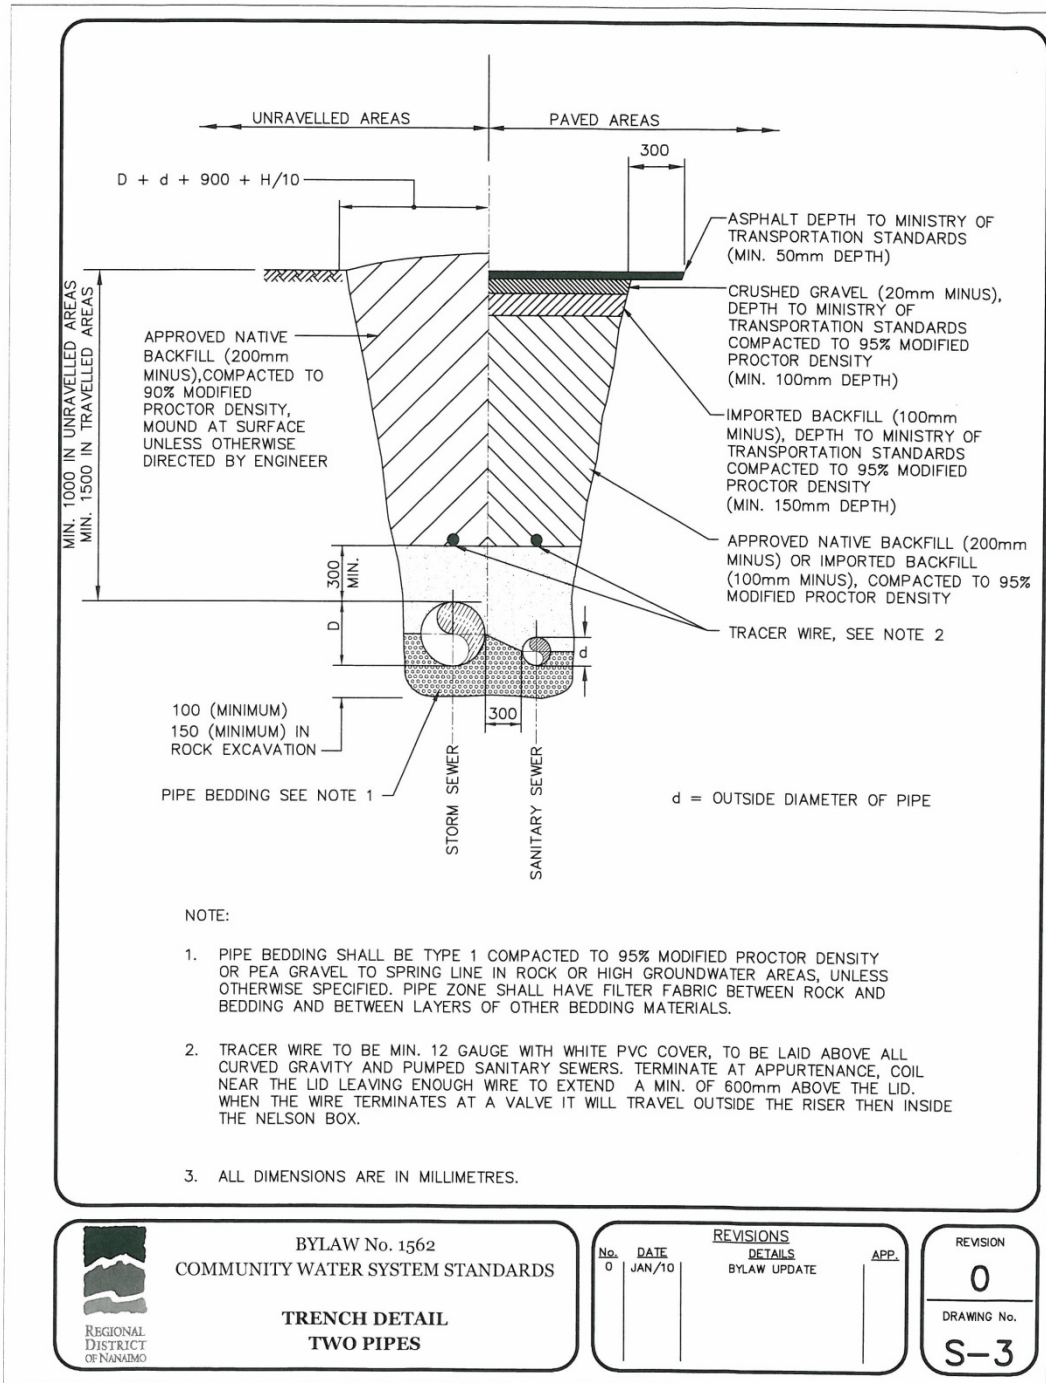 UNRAVELLED AREAS
PAVED AREAS
300
D + d + 900 + H/10
MIN. 1000 IN UNRAVELLED AREAS
MIN. 1500 IN TRAVELLED AREAS
APPROVED NATIVE
BACKFILL (200mm
MINUS),COMPACTED TO
90% MODIFIED
PROCTOR DENSITY,
MOUND AT SURFACE
UNLESS OTHERWISE
DIRECTED BY ENGINEER
ASPHALT DEPTH TO MINISTRY OF
TRANSPORTATION STANDARDS
(MIN. 50mm DEPTH)
CRUSHED GRAVEL (20mm MINUS),
DEPTH TO MINISTRY OF
TRANSPORTATION STANDARDS
COMPACTED TO 95% MODIFIED
PROCTOR DENSITY
(MIN. 100mm DEPTH)
IMPORTED BACKFILL (100mm
MINUS), DEPTH TO MINISTRY OF
TRANSPORTATION STANDARDS
COMPACTED TO 95% MODIFIED
PROCTOR DENSITY
(MIN. 150mm DEPTH)
APPROVED NATIVE BACKFILL (200mm
MINUS) OR IMPORTED BACKFILL
(100mm MINUS), COMPACTED TO 95%
MODIFIED PROCTOR DENSITY
TRACER WIRE, SEE NOTE 2
300
MIN.
D
d
100 (MINIMUM)
150 (MINIMUM) IN
ROCK EXCAVATION
300
PIPE BEDDING SEE NOTE 1
STORM SEWER
SANITARY SEWER
d = OUTSIDE DIAMETER OF PIPE
NOTE:
1. PIPE BEDDING SHALL BE TYPE 1 COMPACTED TO 95% MODIFIED PROCTOR DENSITY
OR PEA GRAVEL TO SPRING LINE IN ROCK OR HIGH GROUNDWATER AREAS, UNLESS
OTHERWISE SPECIFIED. PIPE ZONE SHALL HAVE FILTER FABRIC BETWEEN ROCK AND
BEDDING AND BETWEEN LAYERS OF OTHER BEDDING MATERIALS.
2. TRACER WIRE TO BE MIN. 12 GAUGE WITH WHITE PVC COVER, TO BE LAID ABOVE ALL
CURVED GRAVITY AND PUMPED SANITARY SEWERS. TERMINATE AT APPURTENANCE, COIL
NEAR THE LID LEAVING ENOUGH WIRE TO EXTEND A MIN. OF 600mm ABOVE THE LID.
WHEN THE WIRE TERMINATES AT A VALVE IT WILL TRAVEL OUTSIDE THE RISER THEN INSIDE
THE NELSON BOX.
3. ALL DIMENSIONS ARE IN MILLIMETRES.
REGIONAL
DISTRICT
OF NANAIMO
BYLAW No. 1562
COMMUNITY WATER SYSTEM STANDARDS
TRENCH DETAIL
TWO PIPES
REVISIONS
No. DATE DETAILS APP.
0 JAN/10 BYLAW UPDATE
REVISION
0
DRAWING No.
S-3